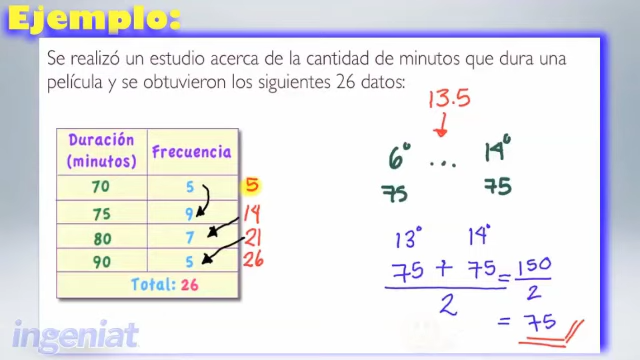 Ejemplo:
Se realizó un estudio acerca de la cantidad de minutos que dura una
película y se obtuvieron los siguientes 26 datos:
13.5
Duración
(minutos)
Frecuencia
70 5 5
75 9 14
80 7 21
90 5 26
Total: 26
6° ... 14°
75 75
13° 14°
75 + 75 = 150
2 2
= 75
ingeniat